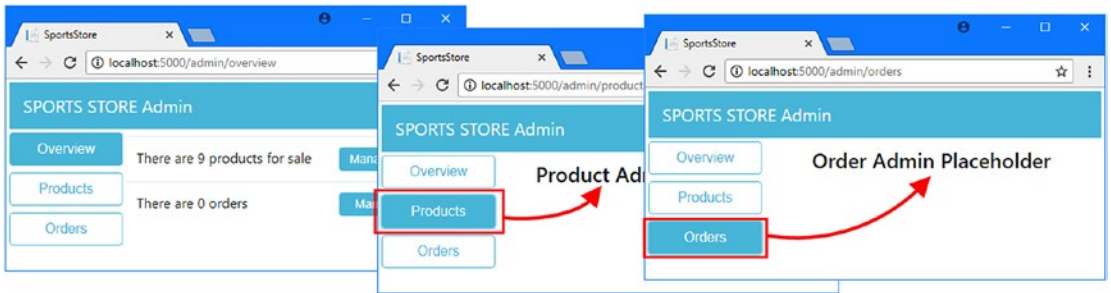 SportsStore
localhost:5000/admin/overview
SPORTS STORE Admin
Overview
There are 9 products for sale
Products
There are 0 orders
Orders
SportsStore
localhost:5000/admin/product
SPORTS STORE Admin
Overview
Product
Products
Orders
SportsStore
localhost:5000/admin/orders
SPORTS STORE Admin
Overview
Order Admin Placeholder
Products
Orders